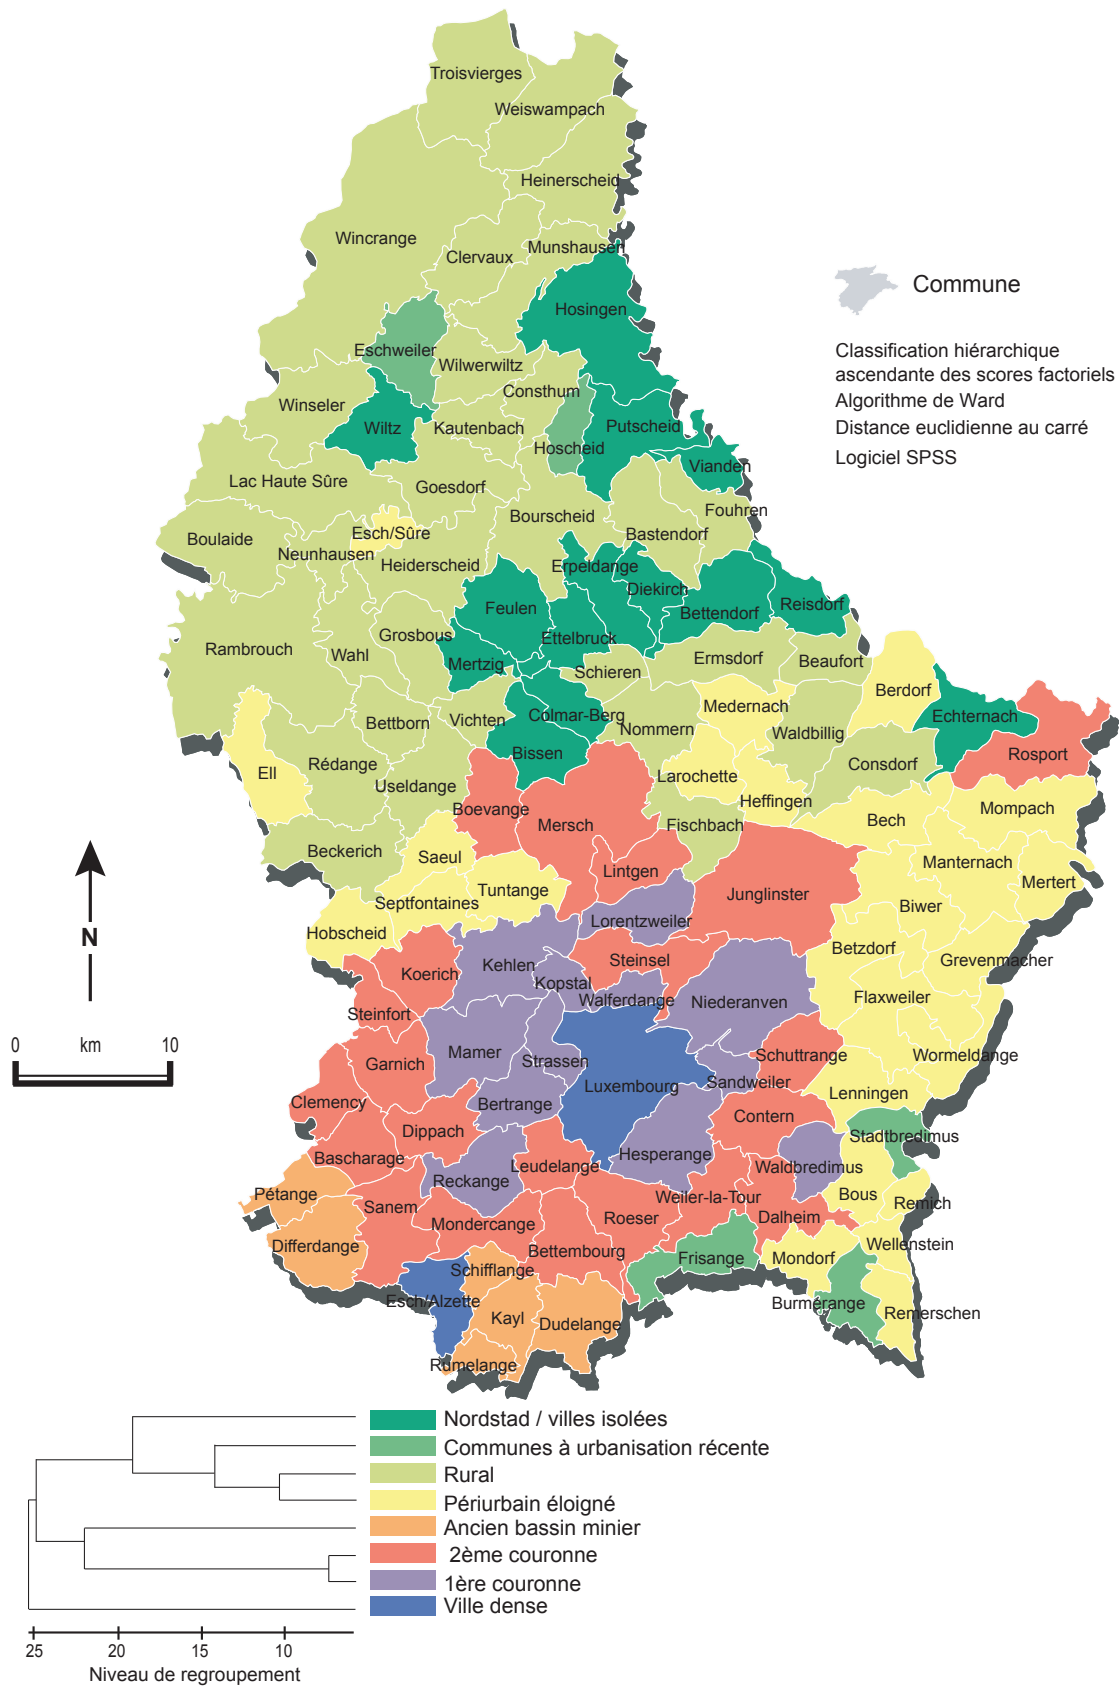 Troisvierges
Weiswampach
Heinerscheid
Wincrange
Munshausen
Clervaux
Hosingen
Eschweiler
Wilwerwiltz
Consthum
Winseler
Wiltz
Kautenbach
Putscheid
Hoscheid
Vianden
Lac Haute Sûre
Goesdorf
Fouhren
Bourscheid
Boulaide
Esch/Sûre
Bastendorf
Neunhausen
Heiderscheid
Erpeldange
Diekirch
Feulen
Bettendorf
Reisdorf
Grosbous
Ettelbruck
Rambrouch
Wahl
Mertzig
Ermsdorf
Beaufort
Schieren
Berdorf
Medernach
Colmar-Berg
Echternach
Bettborn
Vichten
Nommern
Waldbillig
Bissen
Rosport
Ell
Rédange
Larochette
Consdorf
Useldange
Heffingen
Boevange
Mompach
Mersch
Fischbach
Bech
Beckerich
Saeul
Lintgen
Manternach
Tuntange
Junglinster
Mertert
Septfontaines
Biwer
Lorentzweiler
Hobscheid
Betzdorf
Kehlen
Steinsel
Grevenmacher
Koerich
Kopstal
Walferdange
Niederanven
Flaxweiler
Steinfort
Mamer
Strassen
Schuttrange
Wormeldange
Garnich
Luxembourg
Sandweiler
Lenningen
Clemency
Bertrange
Contern
Dippach
Stadtbredimus
Bascharage
Leudelange
Hesperange
Waldbredimus
Pétange
Reckange
Weiler-la-Tour
Bous
Remich
Sanem
Roeser
Dalheim
Mondercange
Differdange
Bettembourg
Frisange
Mondorf
Wellenstein
Schifflange
Esch/Alzette
Burmérange
Remerschen
Kayl
Dudelange
Rumelange
Commune
Classification hiérarchique
ascendante des scores factoriels
Algorithme de Ward
Distance euclidienne au carré
Logiciel SPSS
N
0 km 10
Nordstad / villes isolées
Communes à urbanisation récente
Rural
Périurbain éloigné
Ancien bassin minier
2ème couronne
1ère couronne
Ville dense
25 20 15 10
Niveau de regroupement